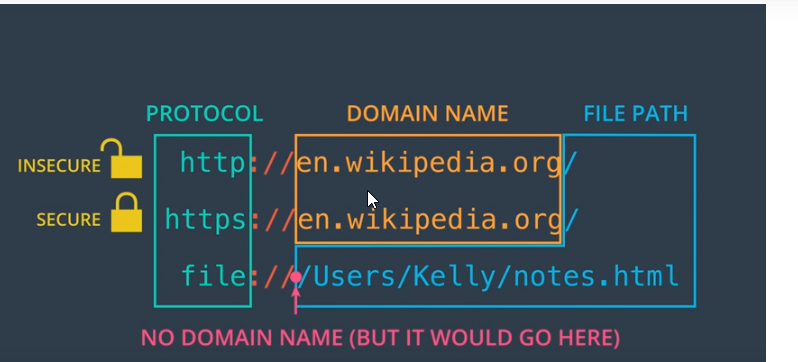 PROTOCOL DOMAIN NAME FILE PATH
INSECURE http://en.wikipedia.org/
SECURE https://en.wikipedia.org/
file:///Users/Kelly/notes.html
NO DOMAIN NAME (BUT IT WOULD GO HERE)